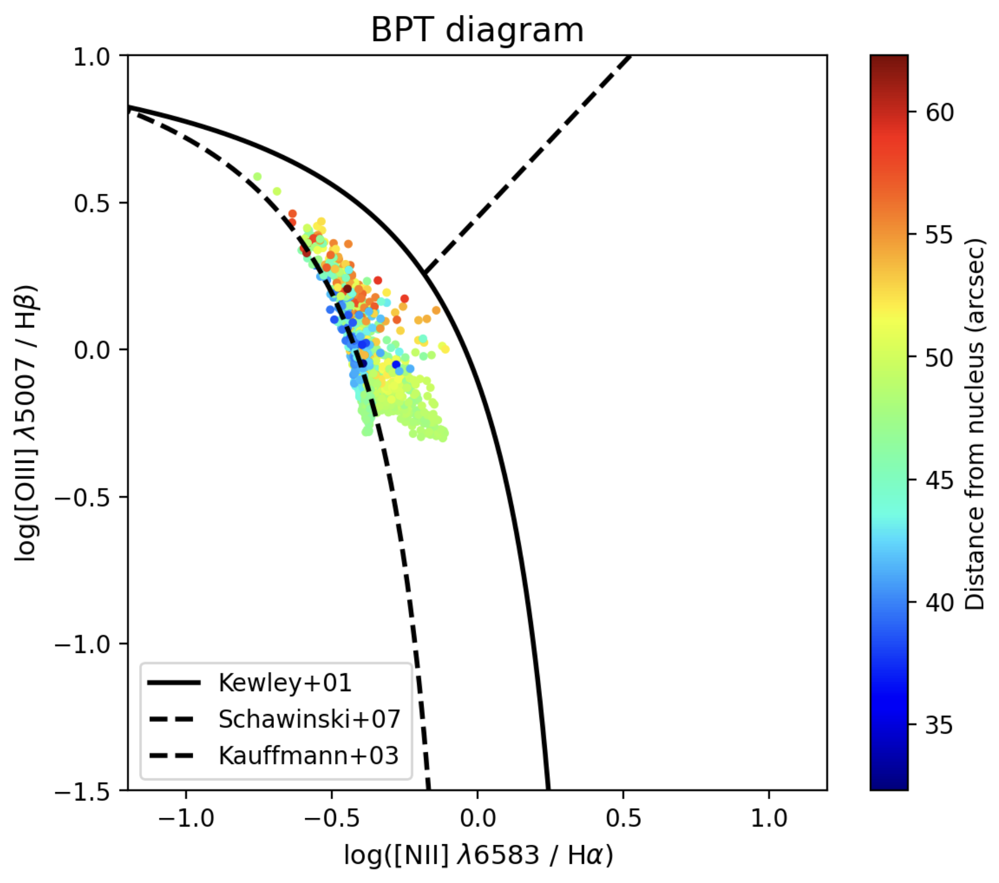 BPT diagram
1.0
0.5
0.0
−0.5
−1.0
−1.5
log([OIII] λ5007 / Hβ)
Kewley+01
Schawinski+07
Kauffmann+03
−1.0 −0.5 0.0 0.5 1.0
log([NII] λ6583 / Hα)
60
55
50
45
40
35
Distance from nucleus (arcsec)